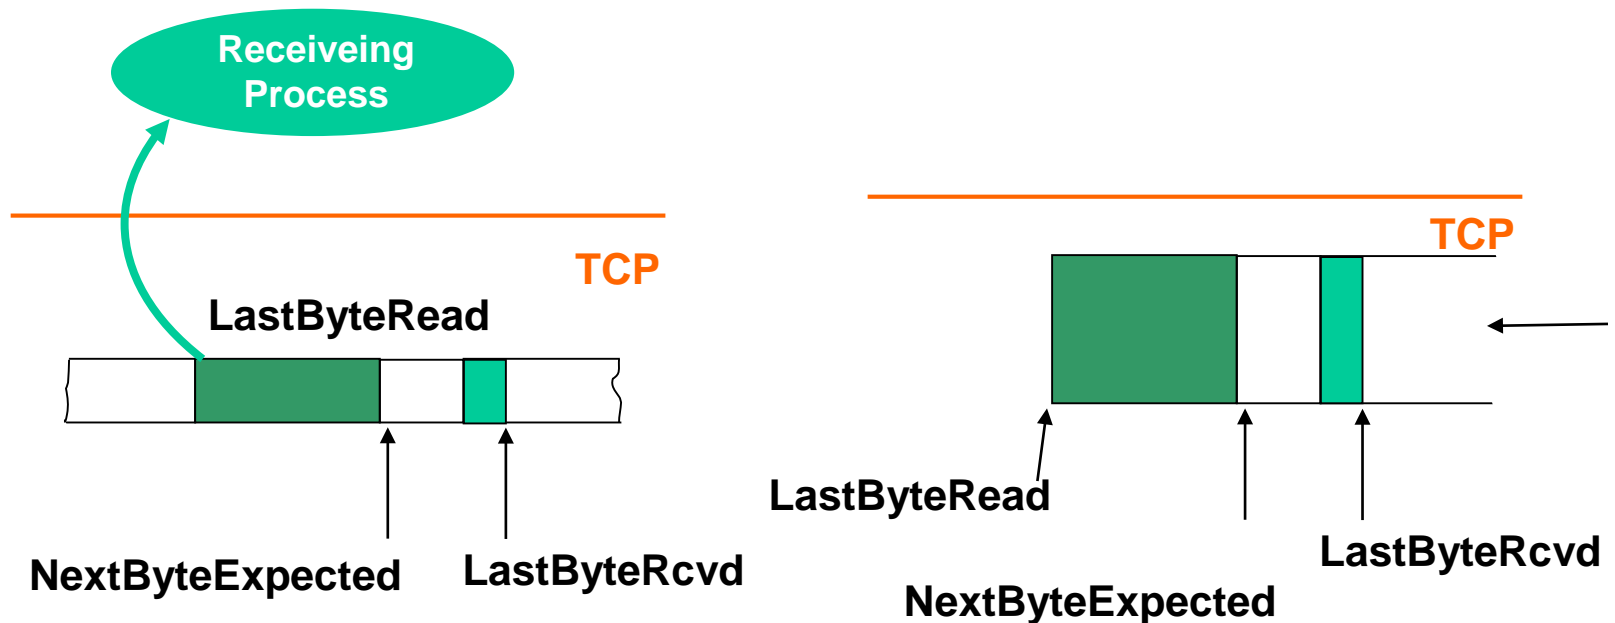 Receiveing
Process
TCP
LastByteRead
NextByteExpected
LastByteRcvd
TCP
LastByteRead
LastByteRcvd
NextByteExpected